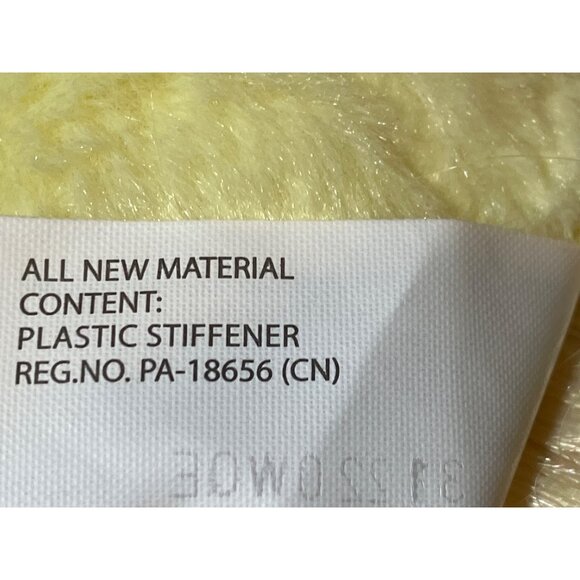 ALL NEW MATERIAL
CONTENT:
PLASTIC STIFFENER
REG.NO. PA-18656 (CN)